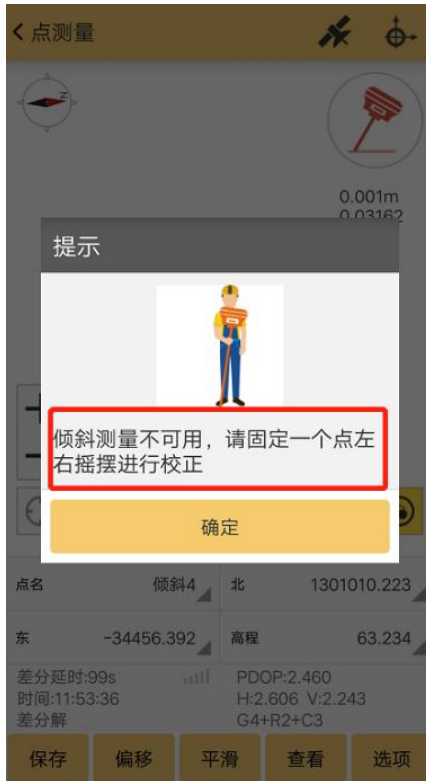 点测量
Z
0.001m
0.03162
提示
倾斜测量不可用，请固定一个点左
右摇摆进行校正
确定
点名 倾斜4 北 1301010.223
东 -34456.392 高程 63.234
差分延时:99s PDOP:2.460
时间:11:53:36 H:2.606 V:2.243
差分解 G4+R2+C3
保存 偏移 平滑 查看 选项